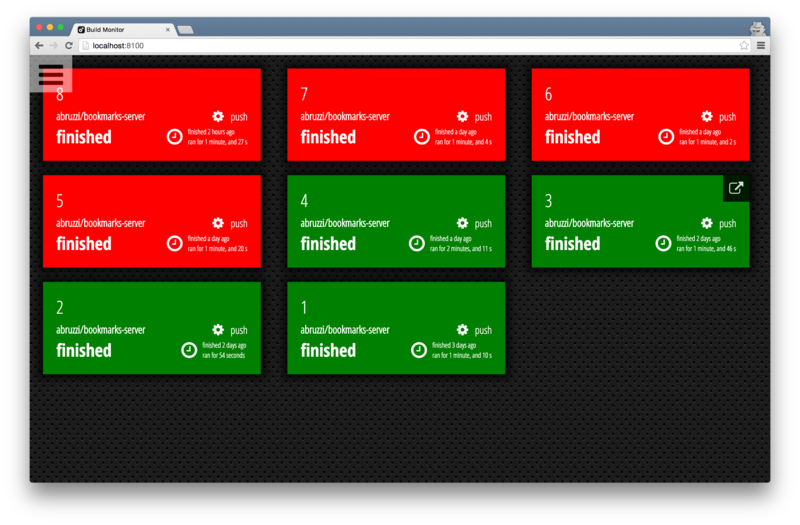 Build Monitor
localhost:8100
8
abruzzi/bookmarks-server
push
finished
finished 2 hours ago
ran for 1 minute, and 27 s
7
abruzzi/bookmarks-server
push
finished
finished a day ago
ran for 1 minute, and 4 s
6
abruzzi/bookmarks-server
push
finished
finished a day ago
ran for 1 minute, and 2 s
5
abruzzi/bookmarks-server
push
finished
finished a day ago
ran for 1 minute, and 20 s
4
abruzzi/bookmarks-server
push
finished
finished a day ago
ran for 2 minutes, and 11 s
3
abruzzi/bookmarks-server
push
finished
finished 2 days ago
ran for 1 minute, and 46 s
2
abruzzi/bookmarks-server
push
finished
finished 2 days ago
ran for 54 seconds
1
abruzzi/bookmarks-server
push
finished
finished 3 days ago
ran for 1 minute, and 10 s